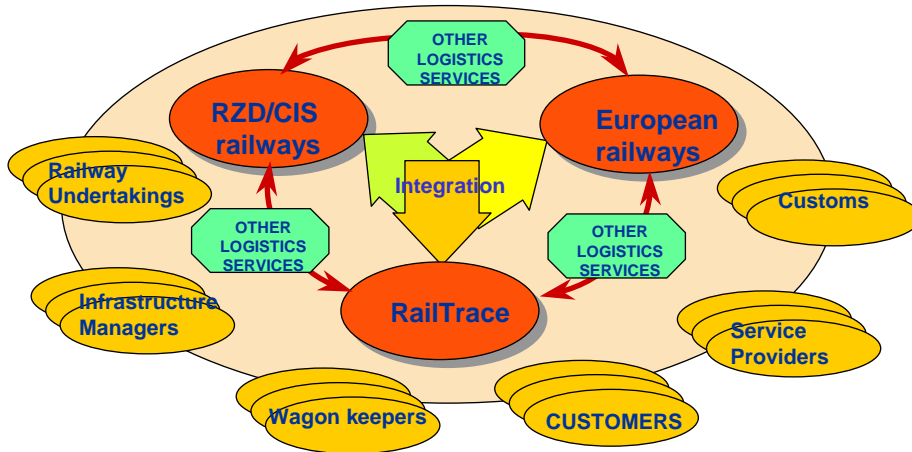 OTHER
LOGISTICS
SERVICES
RZD/CIS
railways
European
railways
Integration
Railway
Undertakings
Customs
OTHER
LOGISTICS
SERVICES
OTHER
LOGISTICS
SERVICES
Infrastructure
Managers
RailTrace
Service
Providers
Wagon keepers
CUSTOMERS